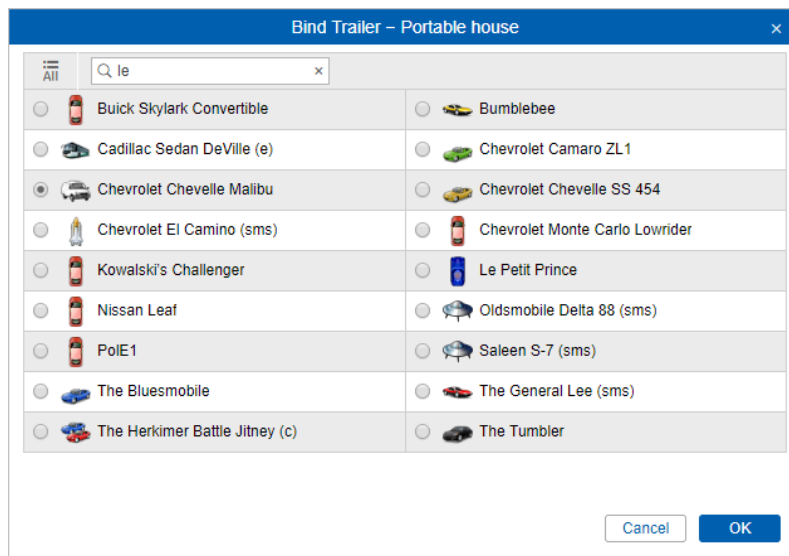 Bind Trailer – Portable house ×
All le ×
Buick Skylark Convertible Bumblebee
Cadillac Sedan DeVille (e) Chevrolet Camaro ZL1
Chevrolet Chevelle Malibu Chevrolet Chevelle SS 454
Chevrolet El Camino (sms) Chevrolet Monte Carlo Lowrider
Kowalski's Challenger Le Petit Prince
Nissan Leaf Oldsmobile Delta 88 (sms)
PolE1 Saleen S-7 (sms)
The Bluesmobile The General Lee (sms)
The Herkimer Battle Jitney (c) The Tumbler
Cancel OK